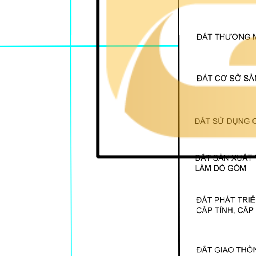 ĐẤT THƯƠNG M
ĐẤT CƠ SỞ SẢN
ĐẤT SỬ DỤNG C
ĐẤT SẢN XUẤT
LÀM ĐỒ GỐM
ĐẤT PHÁT TRIỂ
CẤP TỈNH, CẤP
ĐẤT GIAO THÔN